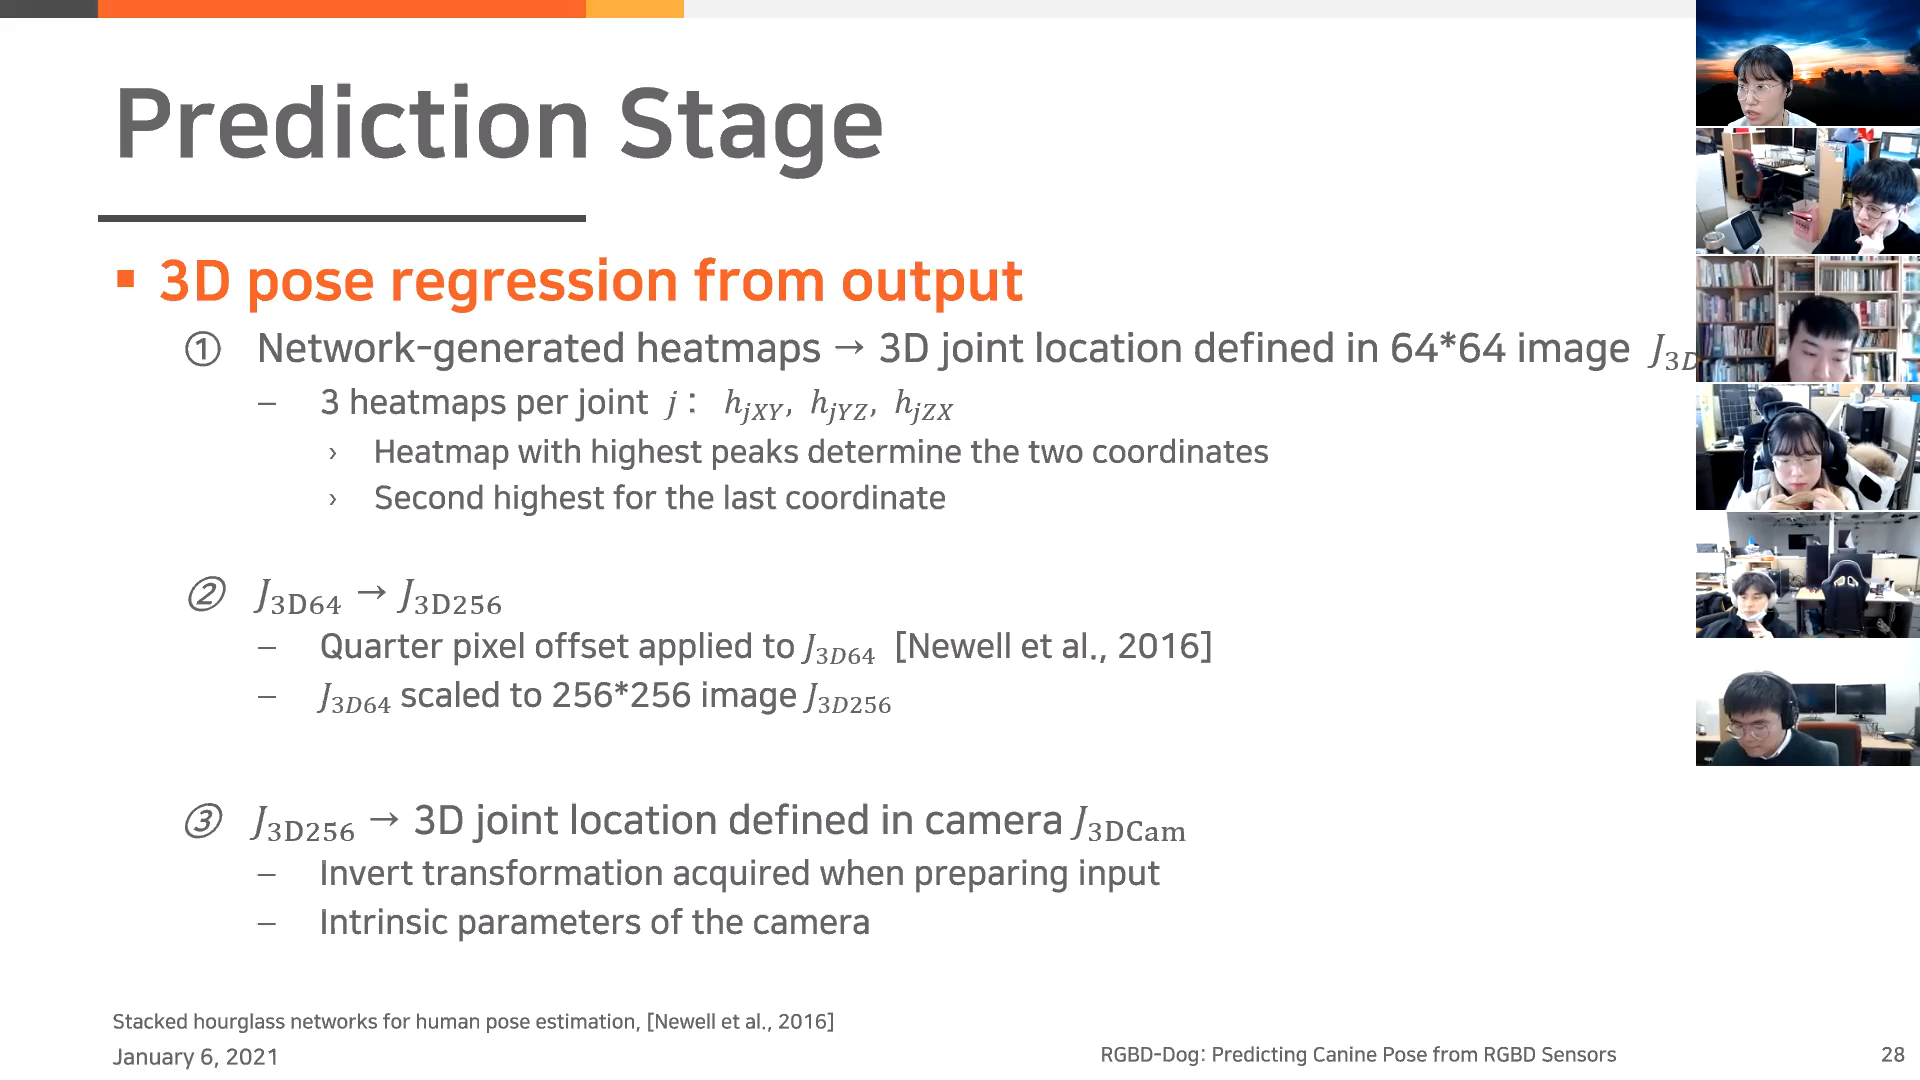 Prediction Stage
▪ 3D pose regression from output
① Network-generated heatmaps → 3D joint location defined in 64*64 image J3D
– 3 heatmaps per joint j : hjXY, hjYZ, hjZX
› Heatmap with highest peaks determine the two coordinates
› Second highest for the last coordinate
② J3D64 → J3D256
– Quarter pixel offset applied to J3D64 [Newell et al., 2016]
– J3D64 scaled to 256*256 image J3D256
③ J3D256 → 3D joint location defined in camera J3DCam
– Invert transformation acquired when preparing input
– Intrinsic parameters of the camera
Stacked hourglass networks for human pose estimation, [Newell et al., 2016]
January 6, 2021
RGBD-Dog: Predicting Canine Pose from RGBD Sensors
28